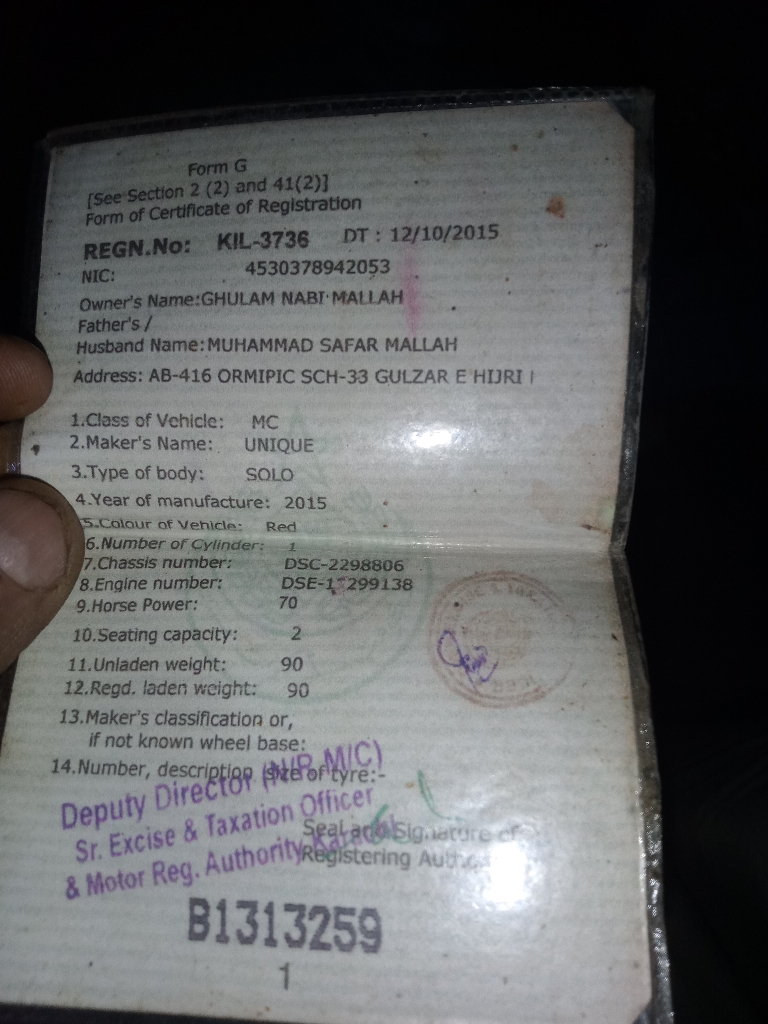 Form G
[See Section 2 (2) and 41(2)]
Form of Certificate of Registration
REGN.No: KIL-3736 DT : 12/10/2015
NIC: 4530378942053
Owner's Name:GHULAM NABI MALLAH
Father's /
Husband Name:MUHAMMAD SAFAR MALLAH
Address: AB-416 ORMIPIC SCH-33 GULZAR E HIJRI
1.Class of Vehicle: MC
2.Maker's Name: UNIQUE
3.Type of body: SOLO
4.Year of manufacture: 2015
5.Colour of Vehicle: Red
6.Number of Cylinder: 1
7.Chassis number: DSC-2298806
8.Engine number:
9.Horse Power: 70
10.Seating capacity: 2
11.Unladen weight: 90
12.Regd. laden weight: 90
13.Maker's classification or,
if not known wheel base:
14.Number, description size of tyre:-
Deputy Director
Sr. Excise & Taxation Officer
& Motor Reg. Authority Karachi
Seal and Signature of
Registering
B1313259
1